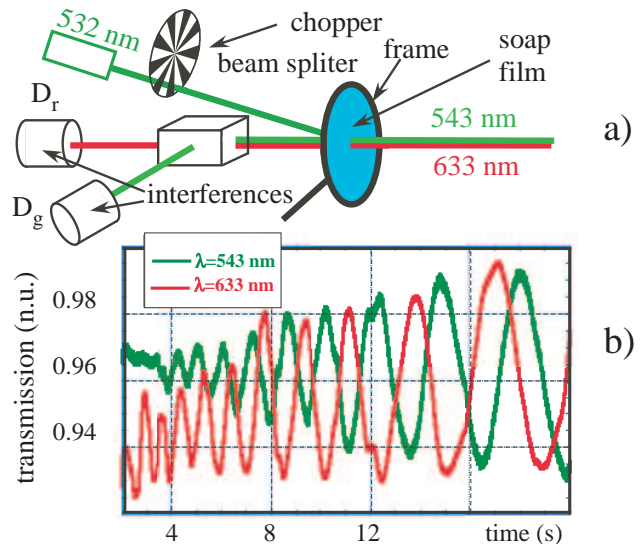 532 nm
chopper
beam spliter
frame
soap
film
D_r
543 nm
633 nm
a)
interferences
D_g
λ=543 nm
λ=633 nm
b)
transmission (n.u.)
0.98
0.96
0.94
4
8
12
time (s)